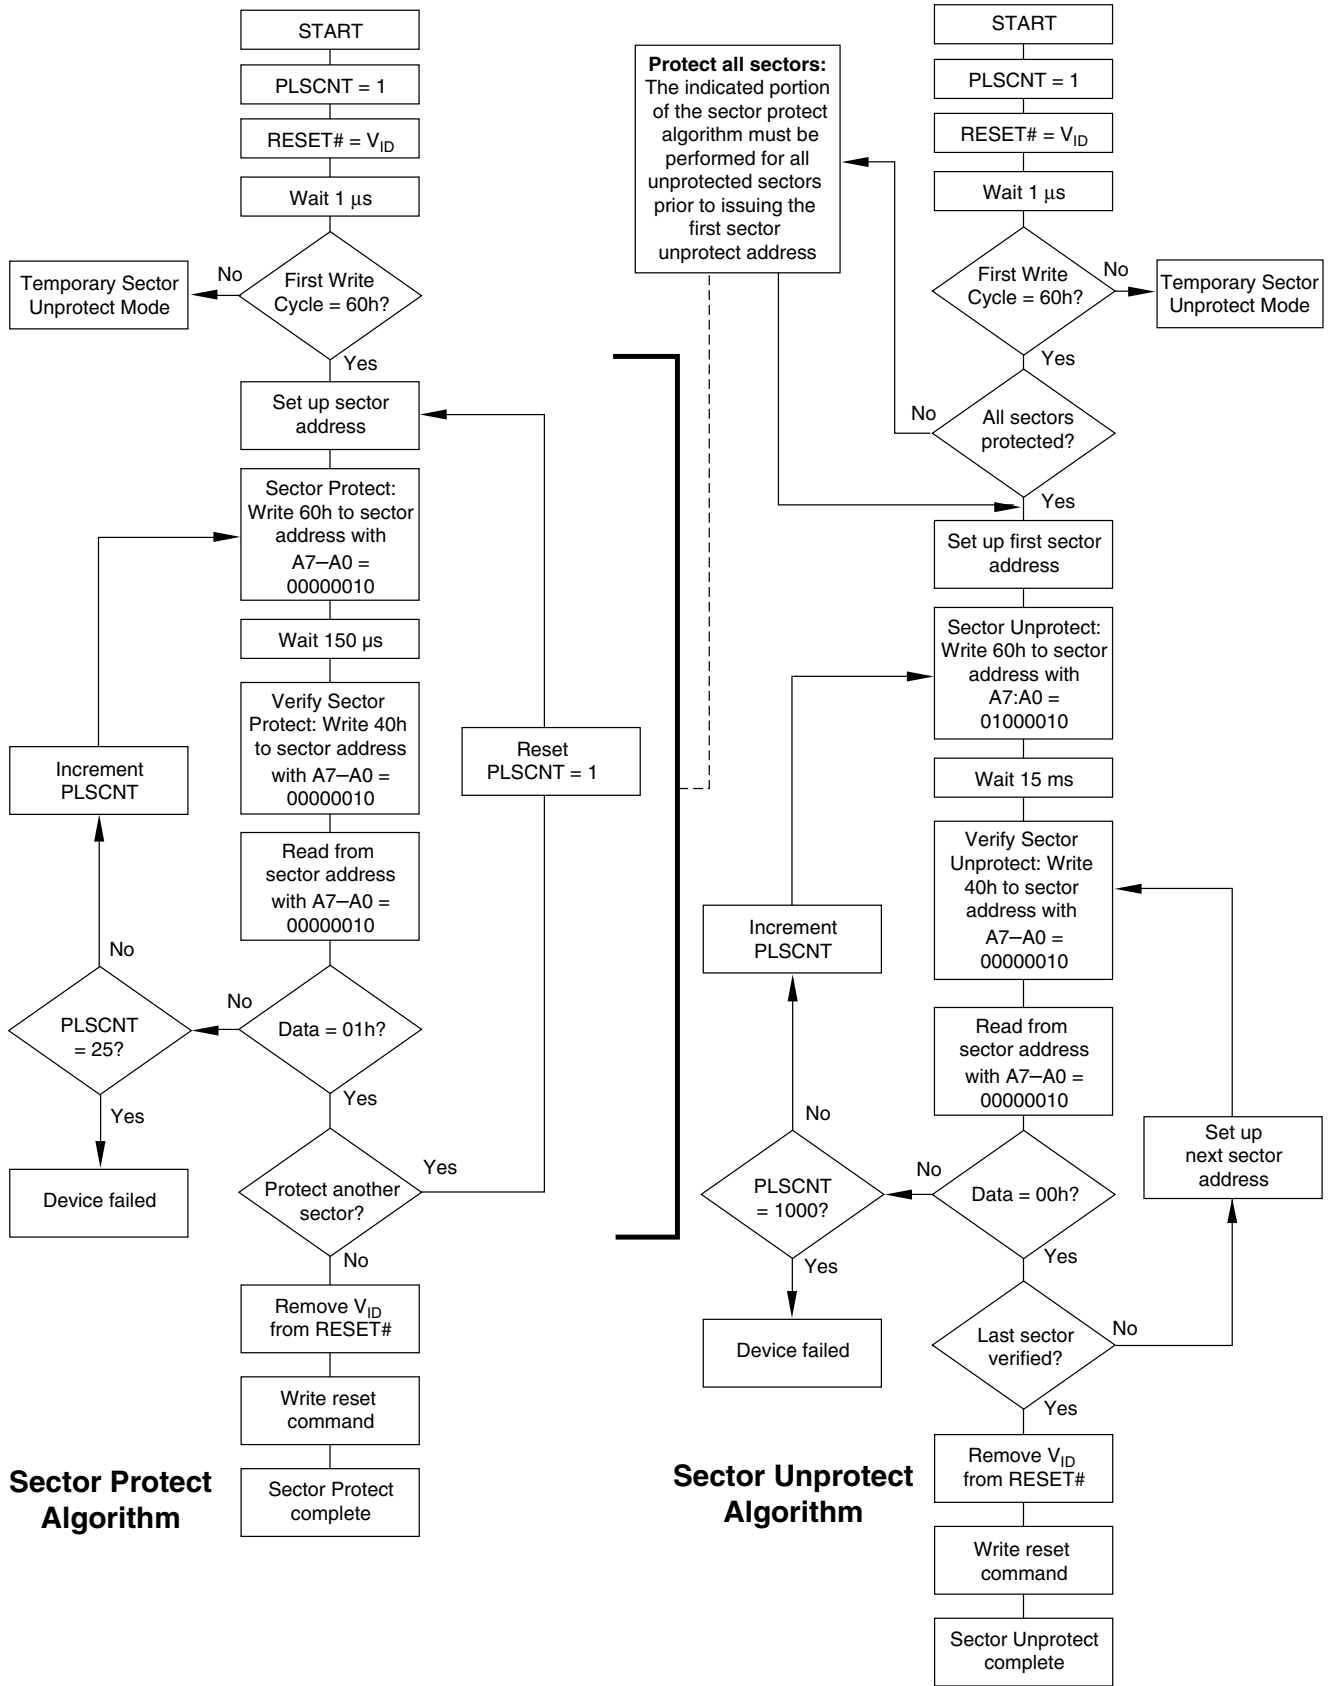 START
PLSCNT = 1
RESET# = VID
Wait 1 μs
First Write
Cycle = 60h?
No
Temporary Sector
Unprotect Mode
Yes
Set up sector
address
Sector Protect:
Write 60h to sector
address with
A7–A0 =
00000010
Wait 150 μs
Verify Sector
Protect: Write 40h
to sector address
with A7–A0 =
00000010
Reset
PLSCNT = 1
Increment
PLSCNT
Read from
sector address
with A7–A0 =
00000010
No
PLSCNT
= 25?
No
Data = 01h?
Yes
Yes
Device failed
Protect another
sector?
Yes
No
Remove VID
from RESET#
Write reset
command
Sector Protect
complete
Sector Protect
Algorithm
Protect all sectors:
The indicated portion
of the sector protect
algorithm must be
performed for all
unprotected sectors
prior to issuing the
first sector
unprotect address
START
PLSCNT = 1
RESET# = VID
Wait 1 μs
First Write
Cycle = 60h?
No
Temporary Sector
Unprotect Mode
Yes
No
All sectors
protected?
Yes
Set up first sector
address
Sector Unprotect:
Write 60h to sector
address with
A7:A0 =
01000010
Wait 15 ms
Verify Sector
Unprotect: Write
40h to sector
address with
A7–A0 =
00000010
Increment
PLSCNT
Read from
sector address
with A7–A0 =
00000010
No
Set up
next sector
address
PLSCNT
= 1000?
No
Data = 00h?
Yes
Yes
Device failed
Last sector
verified?
No
Yes
Remove VID
from RESET#
Write reset
command
Sector Unprotect
complete
Sector Unprotect
Algorithm